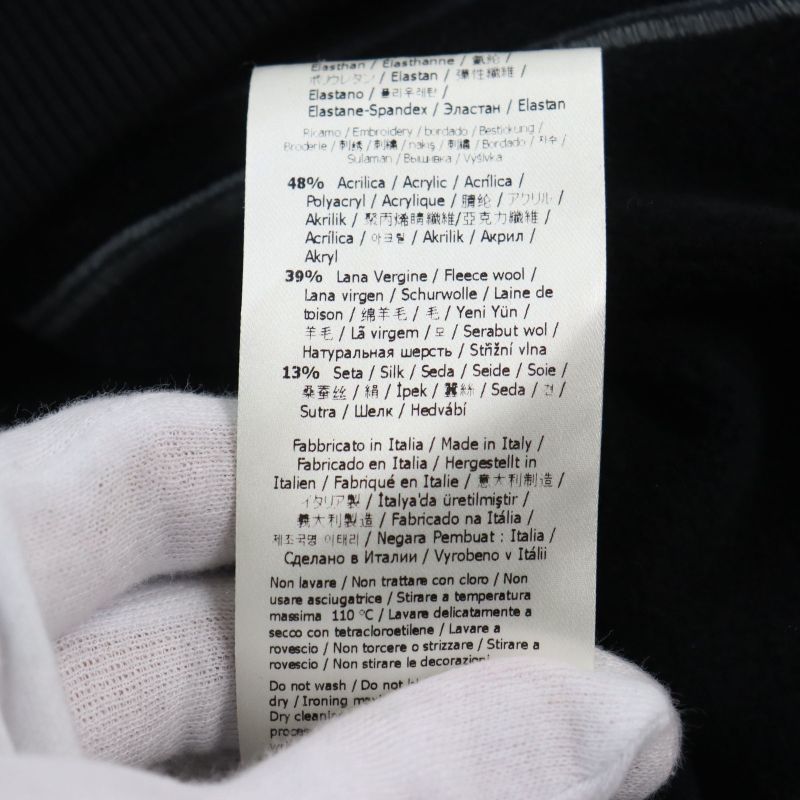 Elasthan / Elasthanne / 氨纶 /
ポリウレタン / Elastan / 彈性纖維 /
Elastano / 폴리우레탄 /
Elastane-Spandex / Эластан / Elastan
Ricamo / Embroidery / bordado / Bestickung /
Broderie / 刺绣 / 刺繍 / nakış / 刺繡 / Bordado / 자수 /
Sulaman / Вышивка / Výšivka
48% Acrilica / Acrylic / Acrílica /
Polyacryl / Acrylique / 腈纶 / アクリル /
Akrilik / 聚丙烯腈纖維/亞克力纖維 /
Acrílica / 아크릴 / Akrilik / Акрил /
Akryl
39% Lana Vergine / Fleece wool /
Lana virgen / Schurwolle / Laine de
toison / 绵羊毛 / 毛 / Yeni Yün /
羊毛 / Lã virgem / 모 / Serabut wol /
Натуральная шерсть / Střižní vlna
13% Seta / Silk / Seda / Seide / Soie /
桑蚕丝 / 絹 / İpek / 蠶絲 / Seda / 견 /
Sutra / Шелк / Hedvábí
Fabbricato in Italia / Made in Italy /
Fabricado en Italia / Hergestellt in
Italien / Fabriqué en Italie / 意大利制造 /
イタリア製 / İtalya'da üretilmiştir /
義大利製造 / Fabricado na Itália /
제조국명 이태리 / Negara Pembuat : Italia /
Сделано в Италии / Vyrobeno v Itálii
Non lavare / Non trattare con cloro / Non
usare asciugatrice / Stirare a temperatura
massima 110 °C / Lavare delicatamente a
secco con tetracloroetilene / Lavare a
rovescio / Non torcere o strizzare / Stirare a
rovescio / Non stirare le decorazioni
Do not wash / Do not
dry / Ironing
Dry cleaning